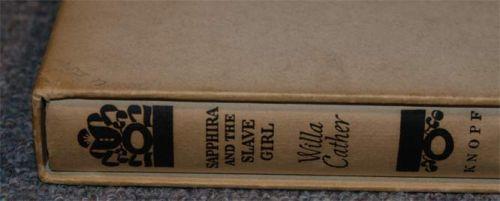 SAPPHIRA
AND THE
SLAVE
GIRL
Willa
Cather
KNOPF